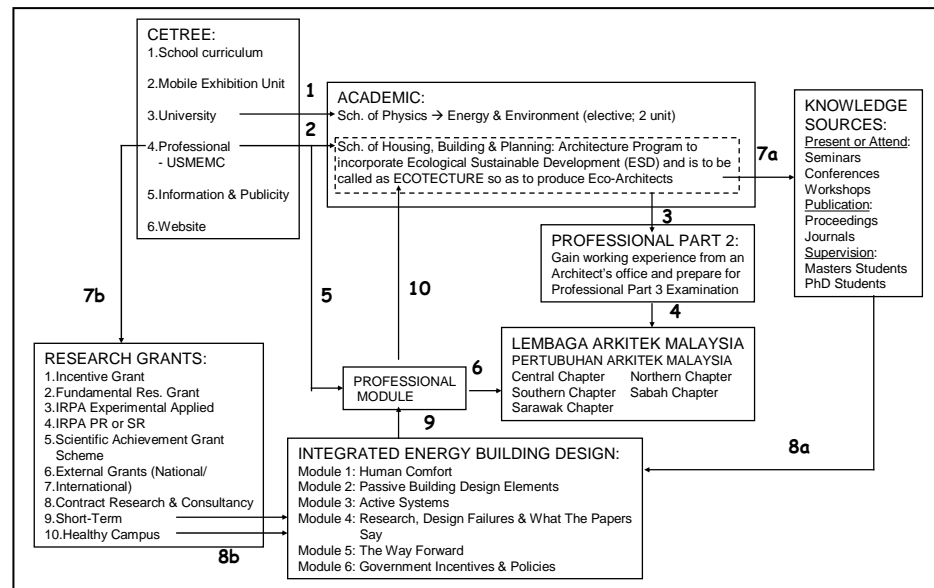 CETREE:
1.School curriculum
2.Mobile Exhibition Unit
3.University
4.Professional
- USMEMC
5.Information & Publicity
6.Website
1
2
ACADEMIC:
Sch. of Physics → Energy & Environment (elective; 2 unit)
Sch. of Housing, Building & Planning: Architecture Program to
incorporate Ecological Sustainable Development (ESD) and is to be
called as ECOTECTURE so as to produce Eco-Architects
7a
KNOWLEDGE
SOURCES:
Present or Attend:
Seminars
Conferences
Workshops
Publication:
Proceedings
Journals
Supervision:
Masters Students
PhD Students
3
PROFESSIONAL PART 2:
Gain working experience from an
Architect's office and prepare for
Professional Part 3 Examination
4
10
5
7b
LEMBAGA ARKITEK MALAYSIA
PERTUBUHAN ARKITEK MALAYSIA
Central Chapter Northern Chapter
Southern Chapter Sabah Chapter
Sarawak Chapter
6
PROFESSIONAL
MODULE
9
8a
RESEARCH GRANTS:
1.Incentive Grant
2.Fundamental Res. Grant
3.IRPA Experimental Applied
4.IRPA PR or SR
5.Scientific Achievement Grant
Scheme
6.External Grants (National/
7.International)
8.Contract Research & Consultancy
9.Short-Term
10.Healthy Campus
8b
INTEGRATED ENERGY BUILDING DESIGN:
Module 1: Human Comfort
Module 2: Passive Building Design Elements
Module 3: Active Systems
Module 4: Research, Design Failures & What The Papers
Say
Module 5: The Way Forward
Module 6: Government Incentives & Policies